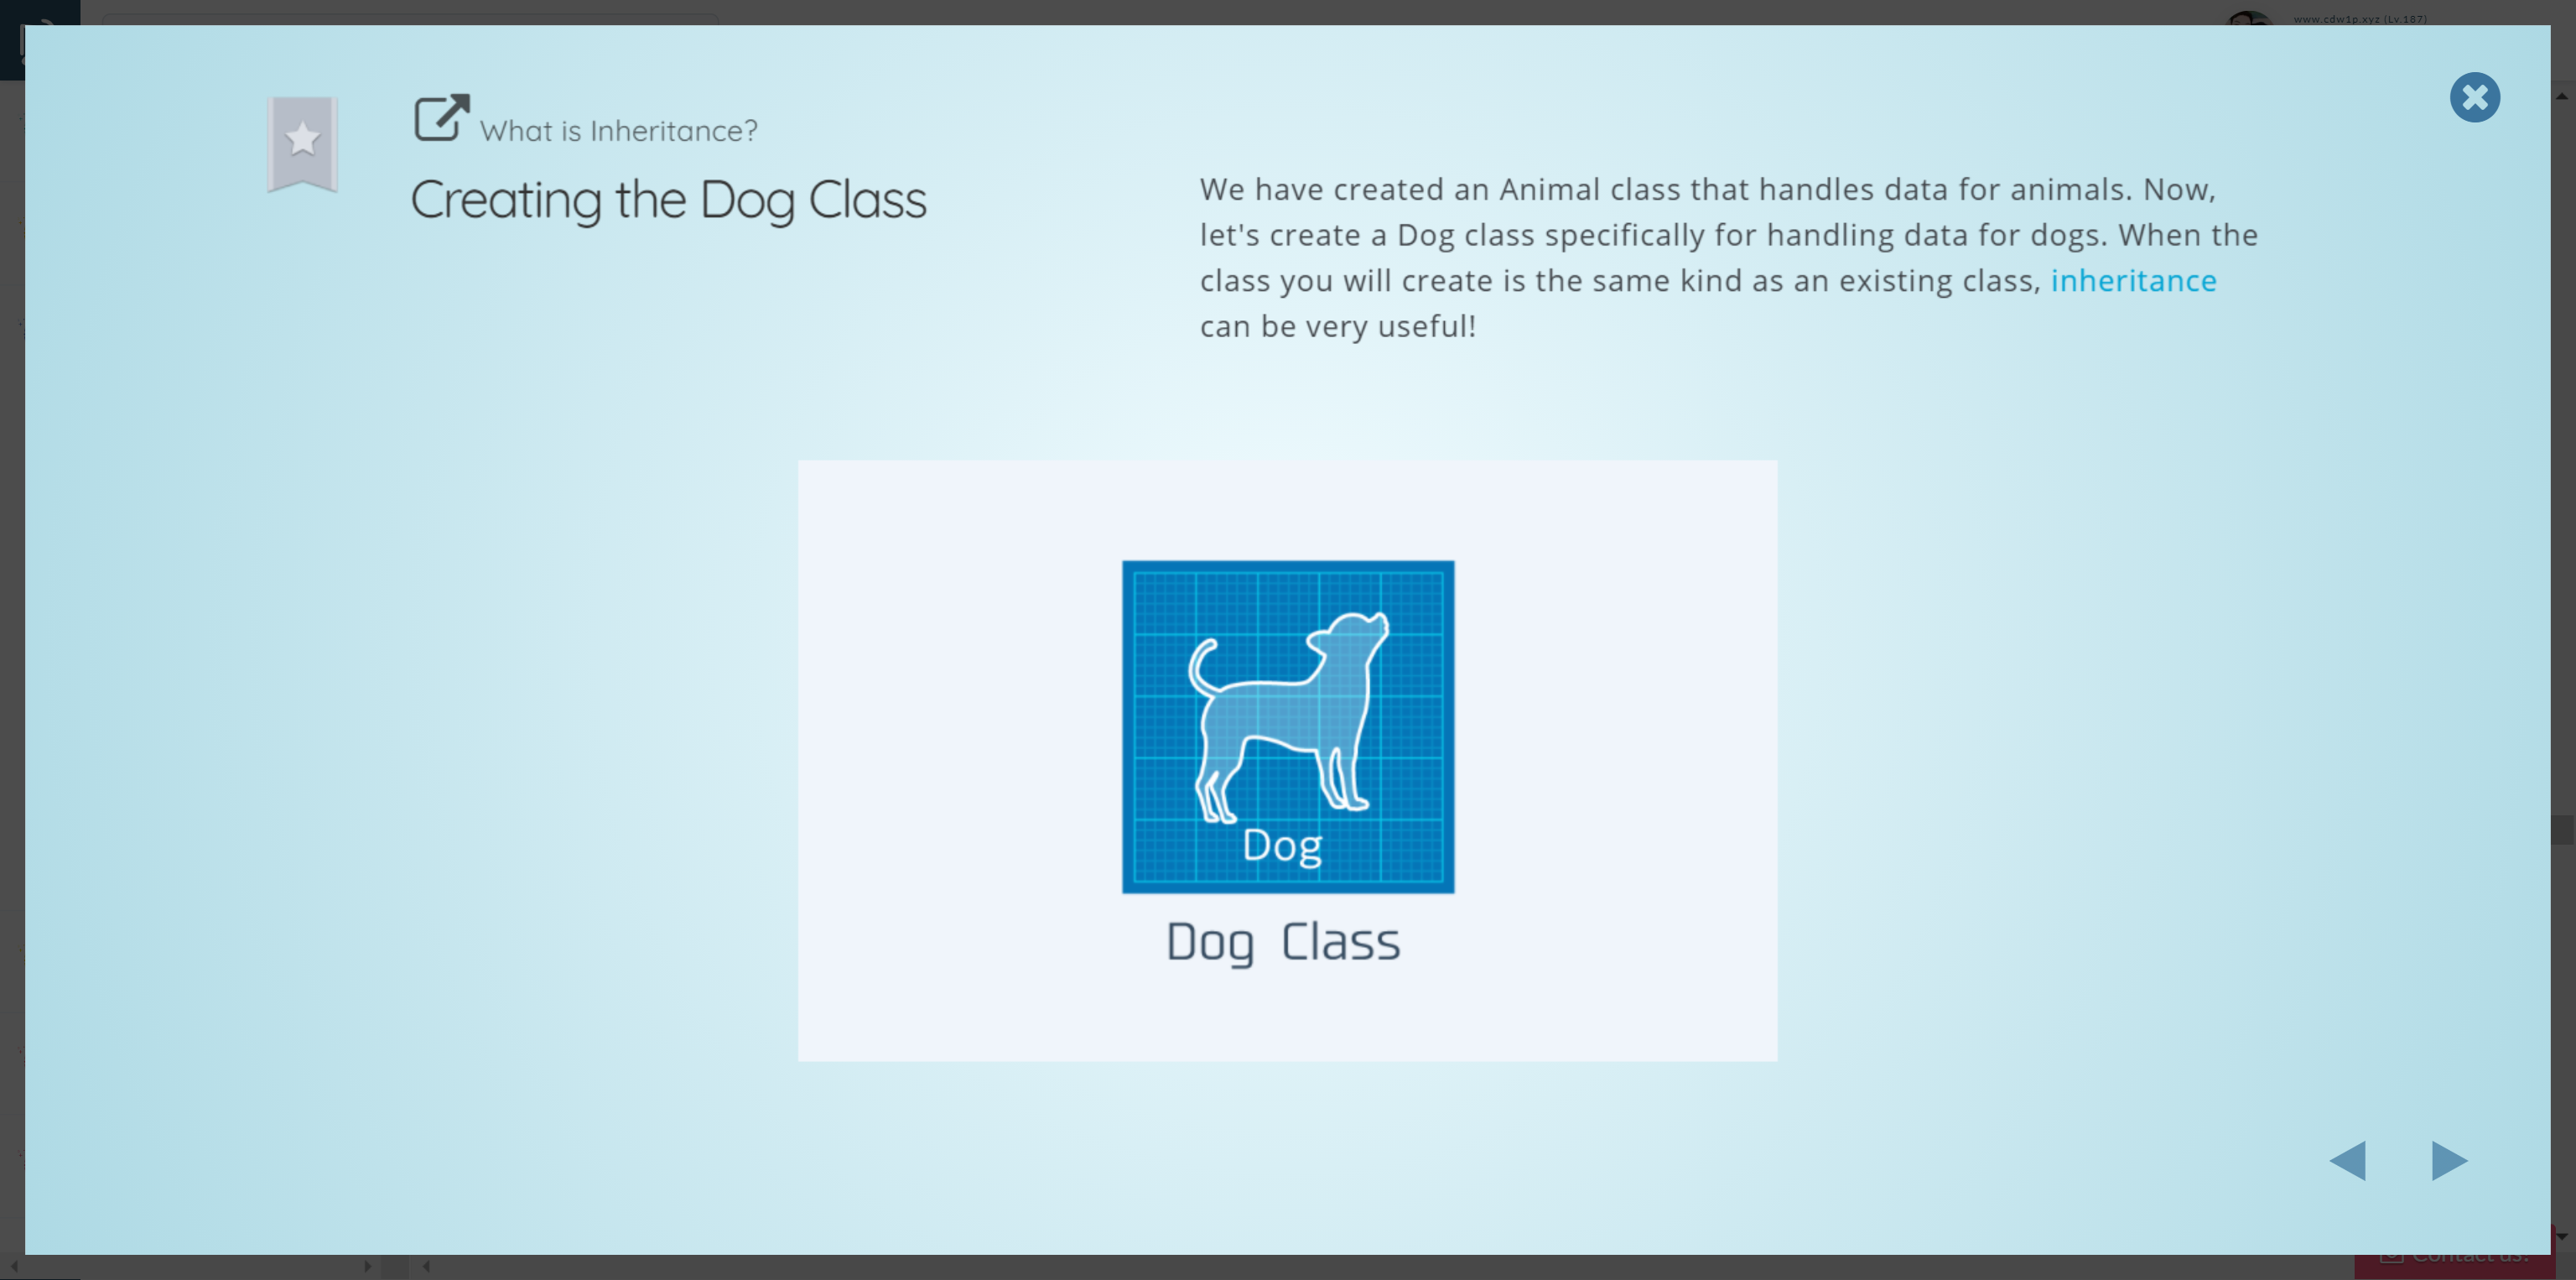 www.cdw1p.xyz (Lv.187)
What is Inheritance?
Creating the Dog Class
We have created an Animal class that handles data for animals. Now,
let's create a Dog class specifically for handling data for dogs. When the
class you will create is the same kind as an existing class, inheritance
can be very useful!
Dog
Dog Class
Contact us!